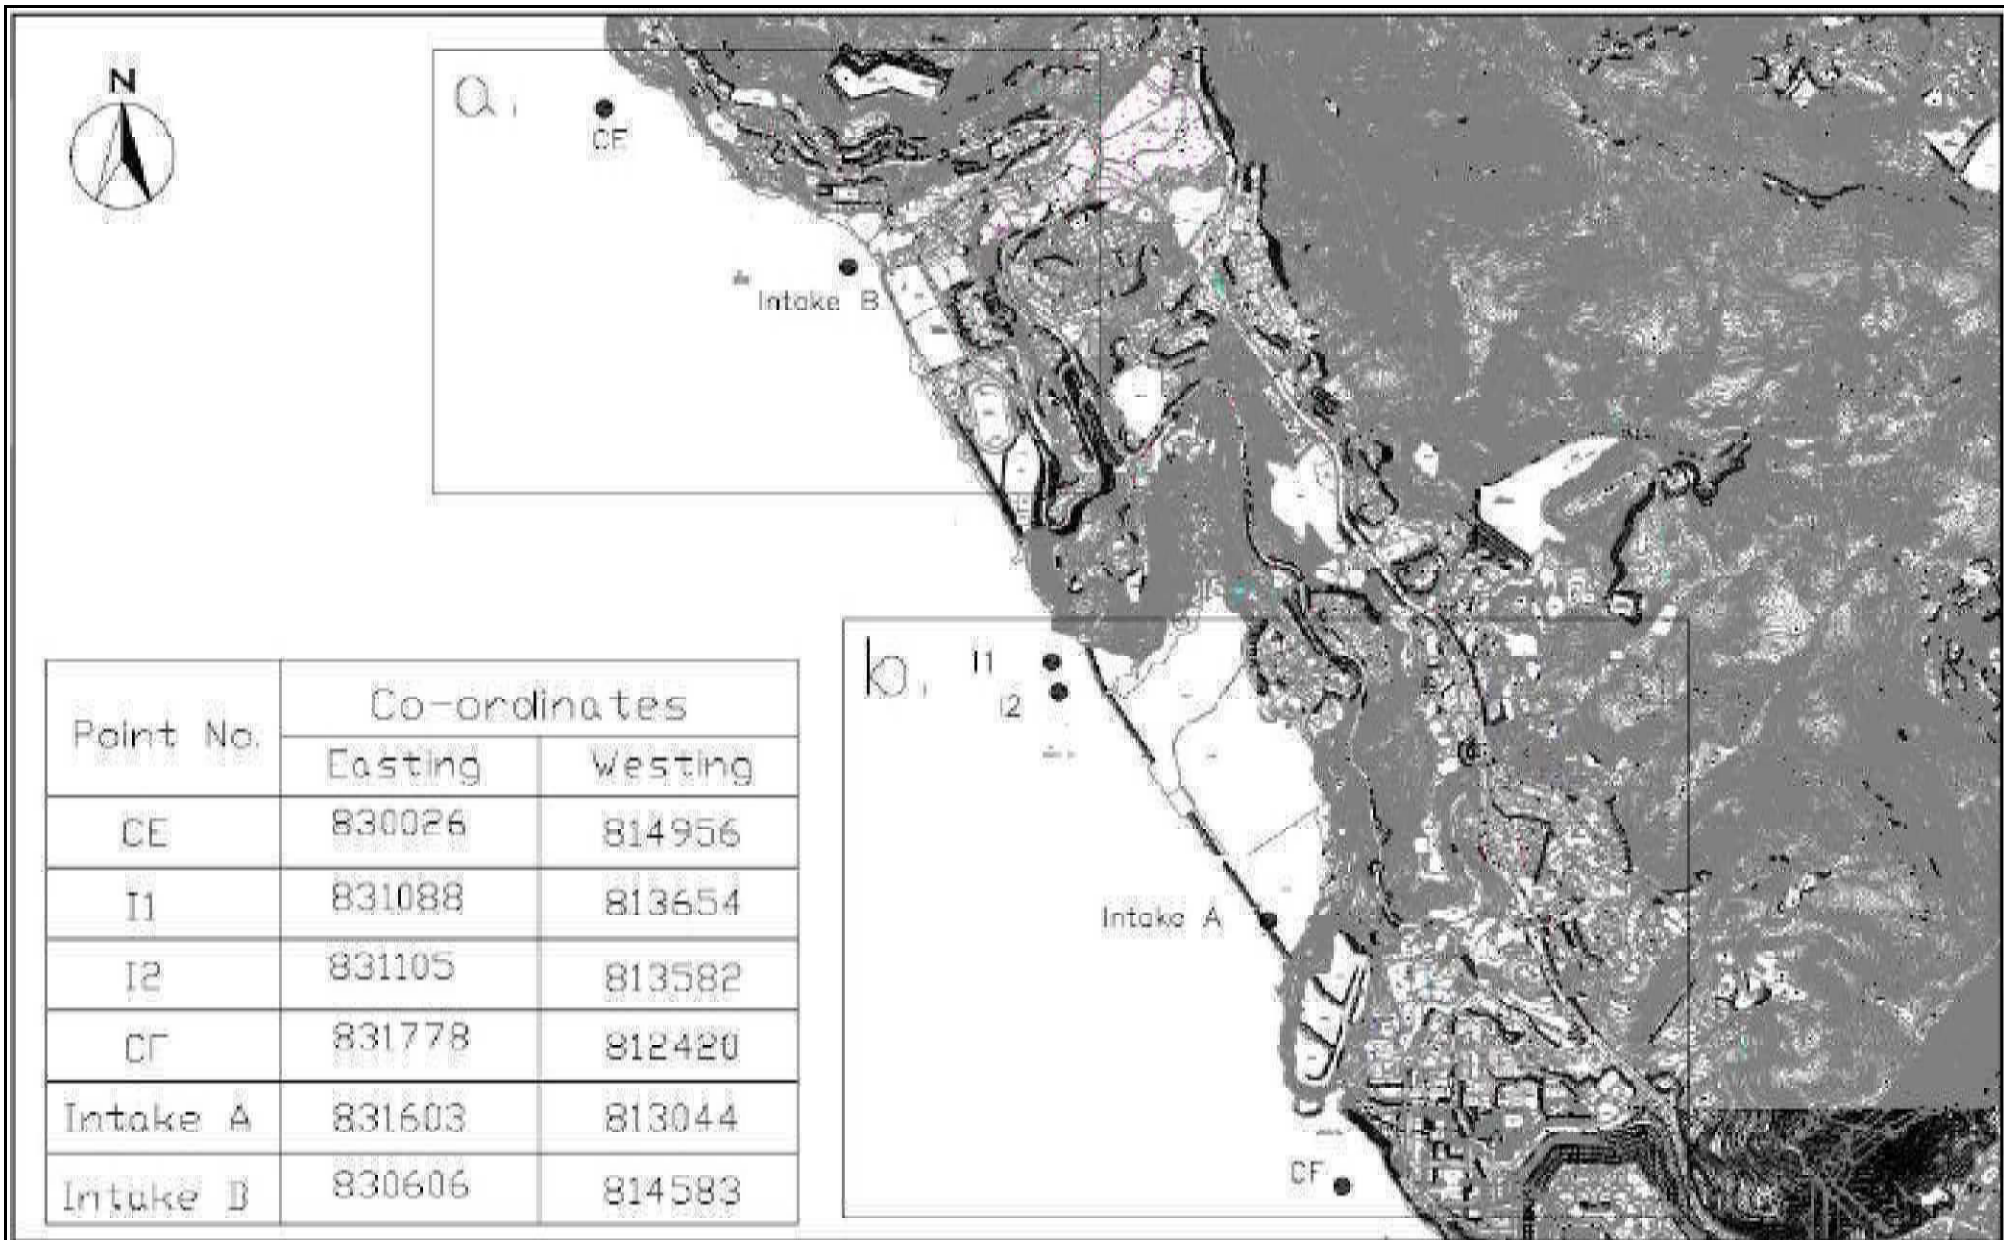 N
a
CE
Intake B
b
I1
I2
Intake A
CF
Point No.
Co-ordinates
Easting
Westing
CE
830026
814956
I1
831088
813654
I2
831105
813582
CF
831778
812420
Intake A
831603
813044
Intake B
830606
814583